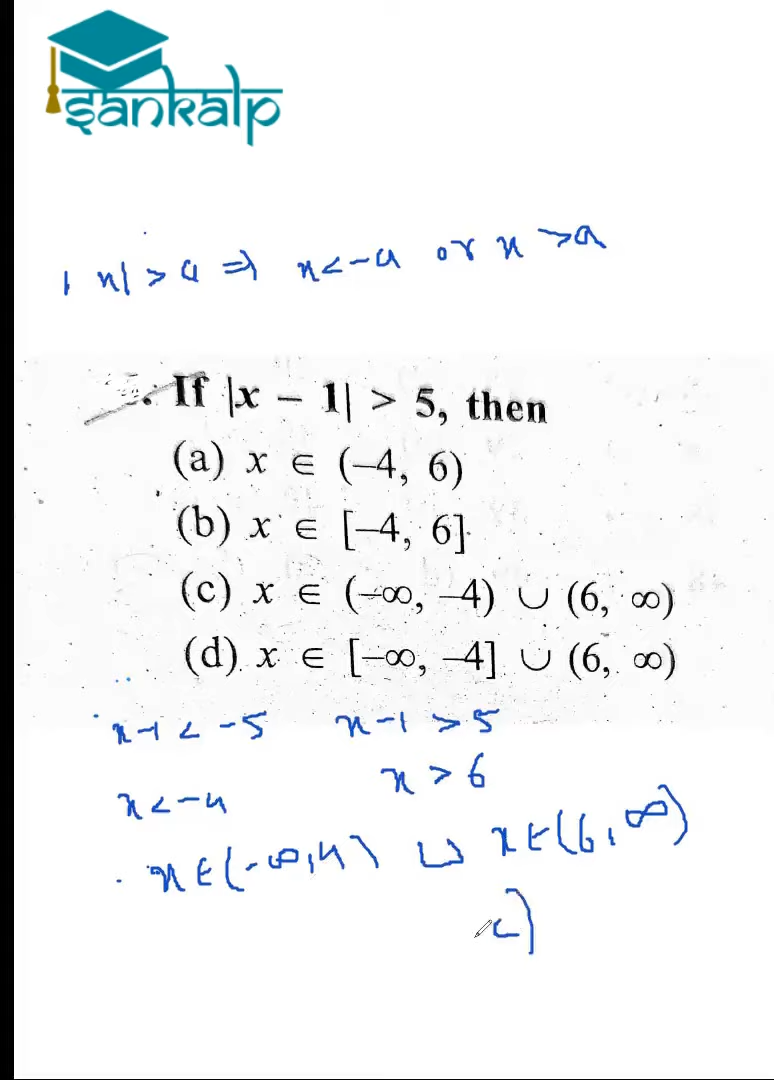 sankalp
|x| > a ⇒ x < -a or x > a
If |x − 1| > 5, then
(a) x ∈ (−4, 6)
(b) x ∈ [−4, 6]
(c) x ∈ (−∞, −4) ∪ (6, ∞)
(d) x ∈ [−∞, −4] ∪ (6, ∞)
x-1 < -5   x-1 > 5
x > 6
x < -4
x ∈ (-∞, 4) ∪ x ∈ (6, ∞)
c)